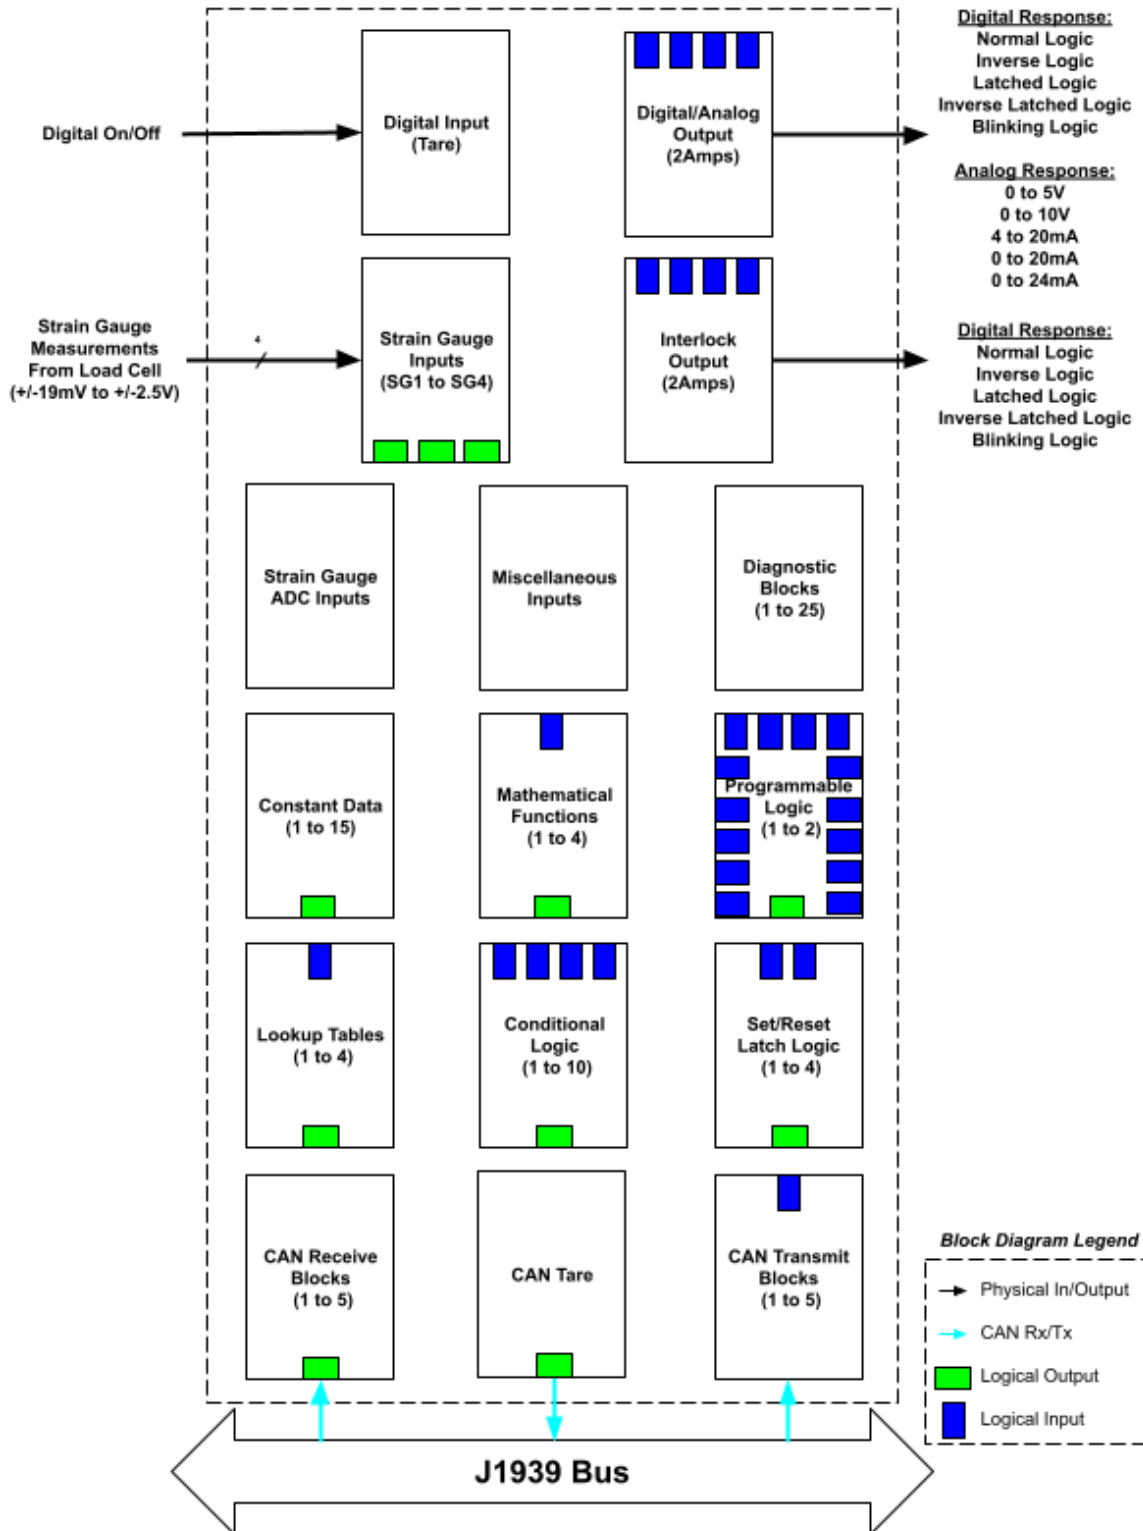 Digital On/Off
Digital Input
(Tare)
Digital/Analog
Output
(2Amps)
Digital Response:
Normal Logic
Inverse Logic
Latched Logic
Inverse Latched Logic
Blinking Logic
Analog Response:
0 to 5V
0 to 10V
4 to 20mA
0 to 20mA
0 to 24mA
Strain Gauge
Measurements
From Load Cell
(+/-19mV to +/-2.5V)
4
Strain Gauge
Inputs
(SG1 to SG4)
Interlock
Output
(2Amps)
Digital Response:
Normal Logic
Inverse Logic
Latched Logic
Inverse Latched Logic
Blinking Logic
Strain Gauge
ADC Inputs
Miscellaneous
Inputs
Diagnostic
Blocks
(1 to 25)
Constant Data
(1 to 15)
Mathematical
Functions
(1 to 4)
Programmable
Logic
(1 to 2)
Lookup Tables
(1 to 4)
Conditional
Logic
(1 to 10)
Set/Reset
Latch Logic
(1 to 4)
CAN Receive
Blocks
(1 to 5)
CAN Tare
CAN Transmit
Blocks
(1 to 5)
Block Diagram Legend
Physical In/Output
CAN Rx/Tx
Logical Output
Logical Input
J1939 Bus